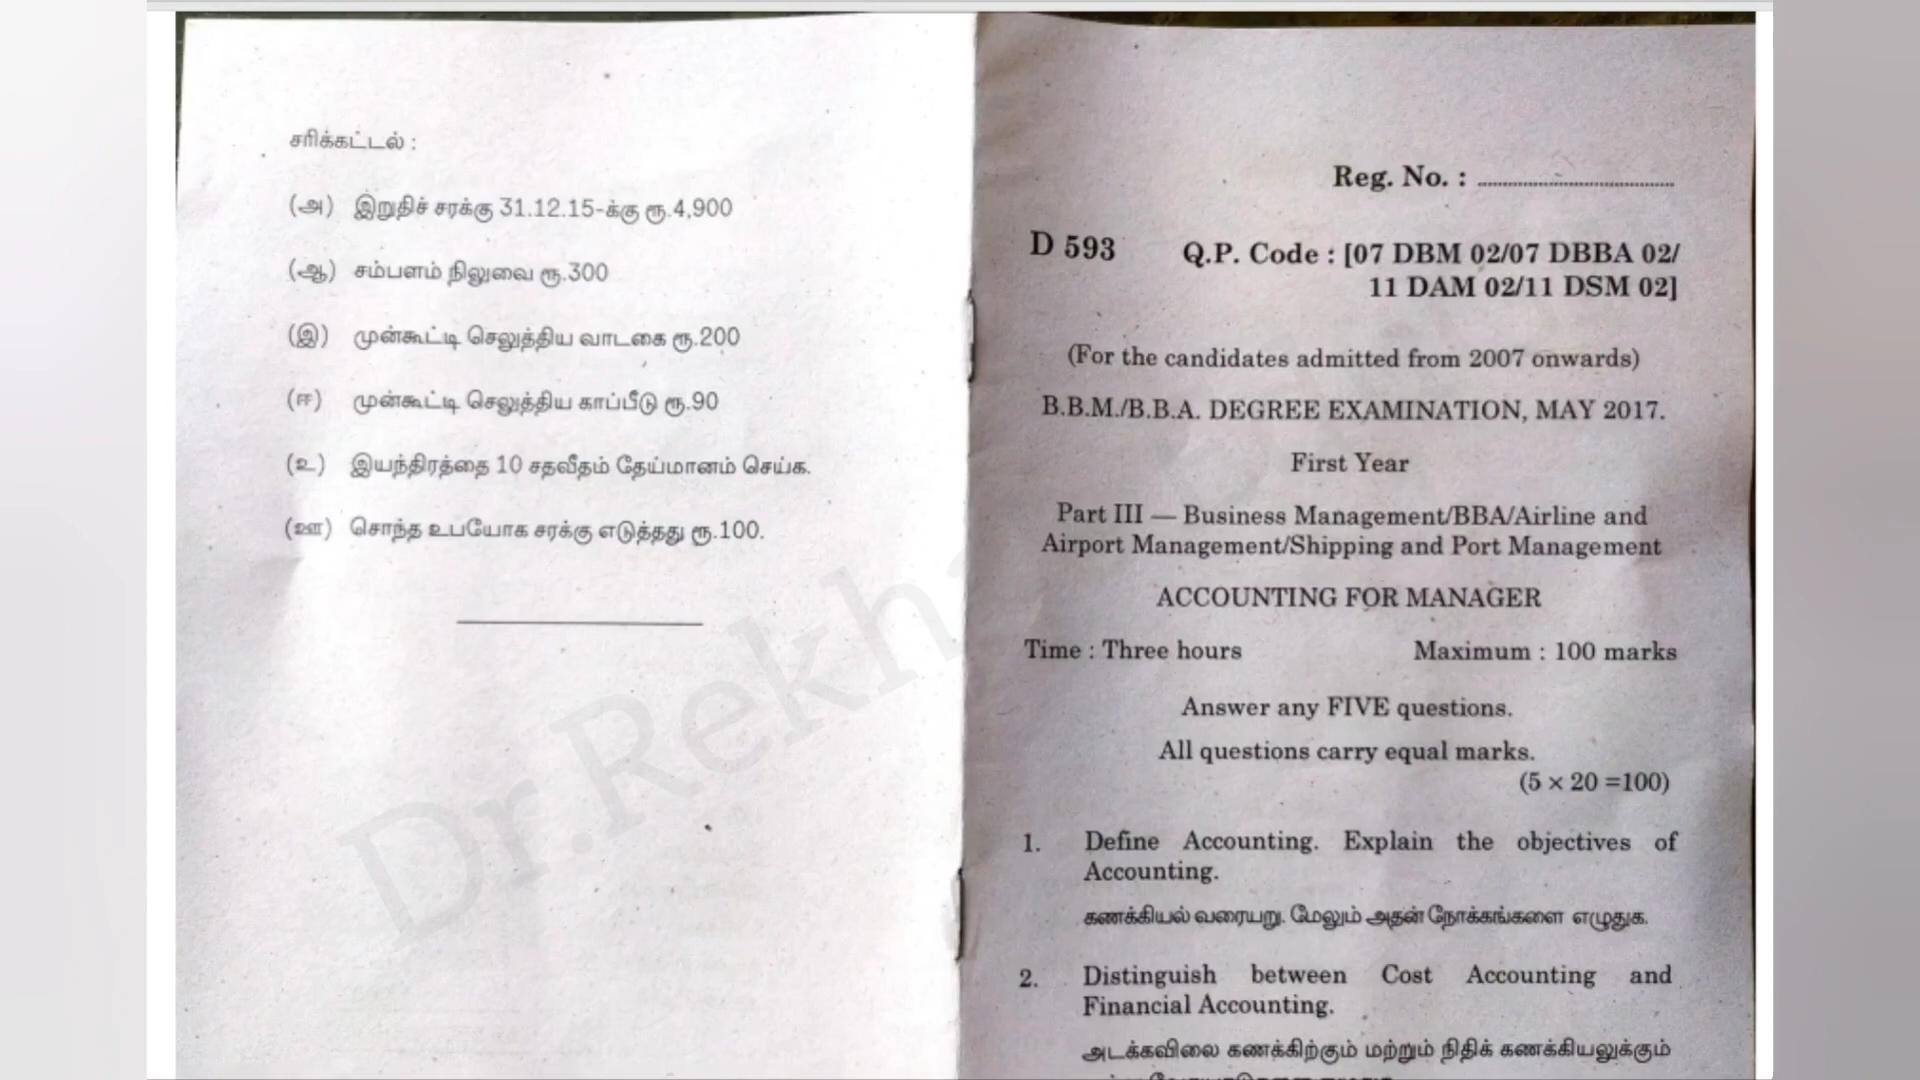 சரிக்கட்டல் :
(அ) இறுதிச் சரக்கு 31.12.15-க்கு ரூ.4,900
(ஆ) சம்பளம் நிலுவை ரூ.300
(இ) முன்கூட்டி செலுத்திய வாடகை ரூ.200
(ஈ) முன்கூட்டி செலுத்திய காப்பீடு ரூ.90
(உ) இயந்திரத்தை 10 சதவீதம் தேய்மானம் செய்க.
(ஊ) சொந்த உபயோக சரக்கு எடுத்தது ரூ.100.
Dr.Rekha
Reg. No. : ........................................
D 593 Q.P. Code : [07 DBM 02/07 DBBA 02/
11 DAM 02/11 DSM 02]
(For the candidates admitted from 2007 onwards)
B.B.M./B.B.A. DEGREE EXAMINATION, MAY 2017.
First Year
Part III — Business Management/BBA/Airline and
Airport Management/Shipping and Port Management
ACCOUNTING FOR MANAGER
Time : Three hours Maximum : 100 marks
Answer any FIVE questions.
All questions carry equal marks.
(5 × 20 =100)
1. Define Accounting. Explain the objectives of
Accounting.
கணக்கியல் வரையறு. மேலும் அதன் நோக்கங்களை எழுதுக.
2. Distinguish between Cost Accounting and
Financial Accounting.
அடக்கவிலை கணக்கிற்கும் மற்றும் நிதிக் கணக்கியலுக்கும்